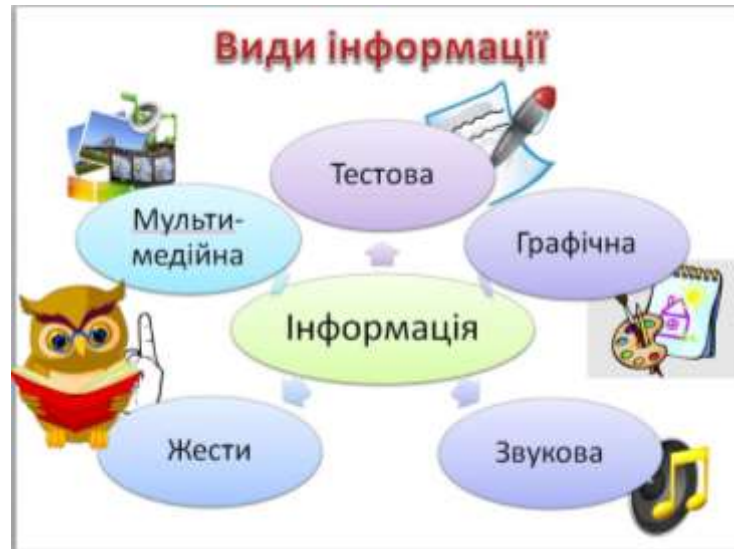 Види інформації
Тестова
Мульти-
медійна
Графічна
Інформація
Жести
Звукова